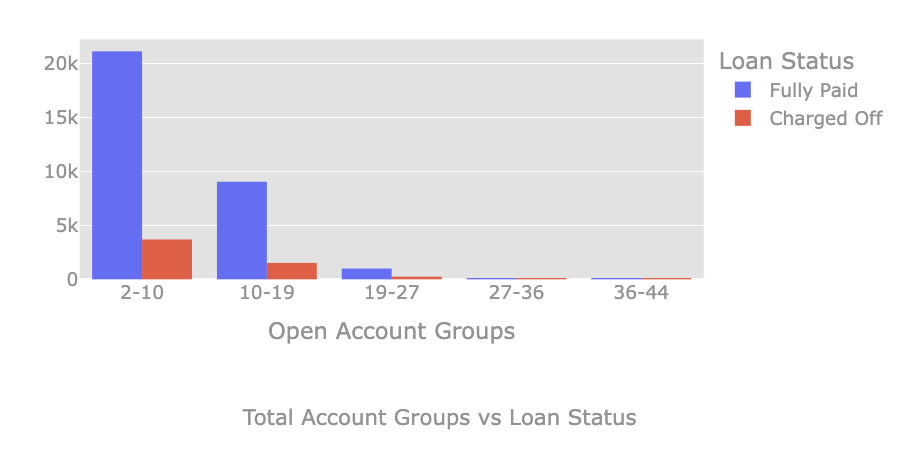 20k
15k
10k
5k
0
2-10
10-19
19-27
27-36
36-44
Open Account Groups
Loan Status
Fully Paid
Charged Off
Total Account Groups vs Loan Status